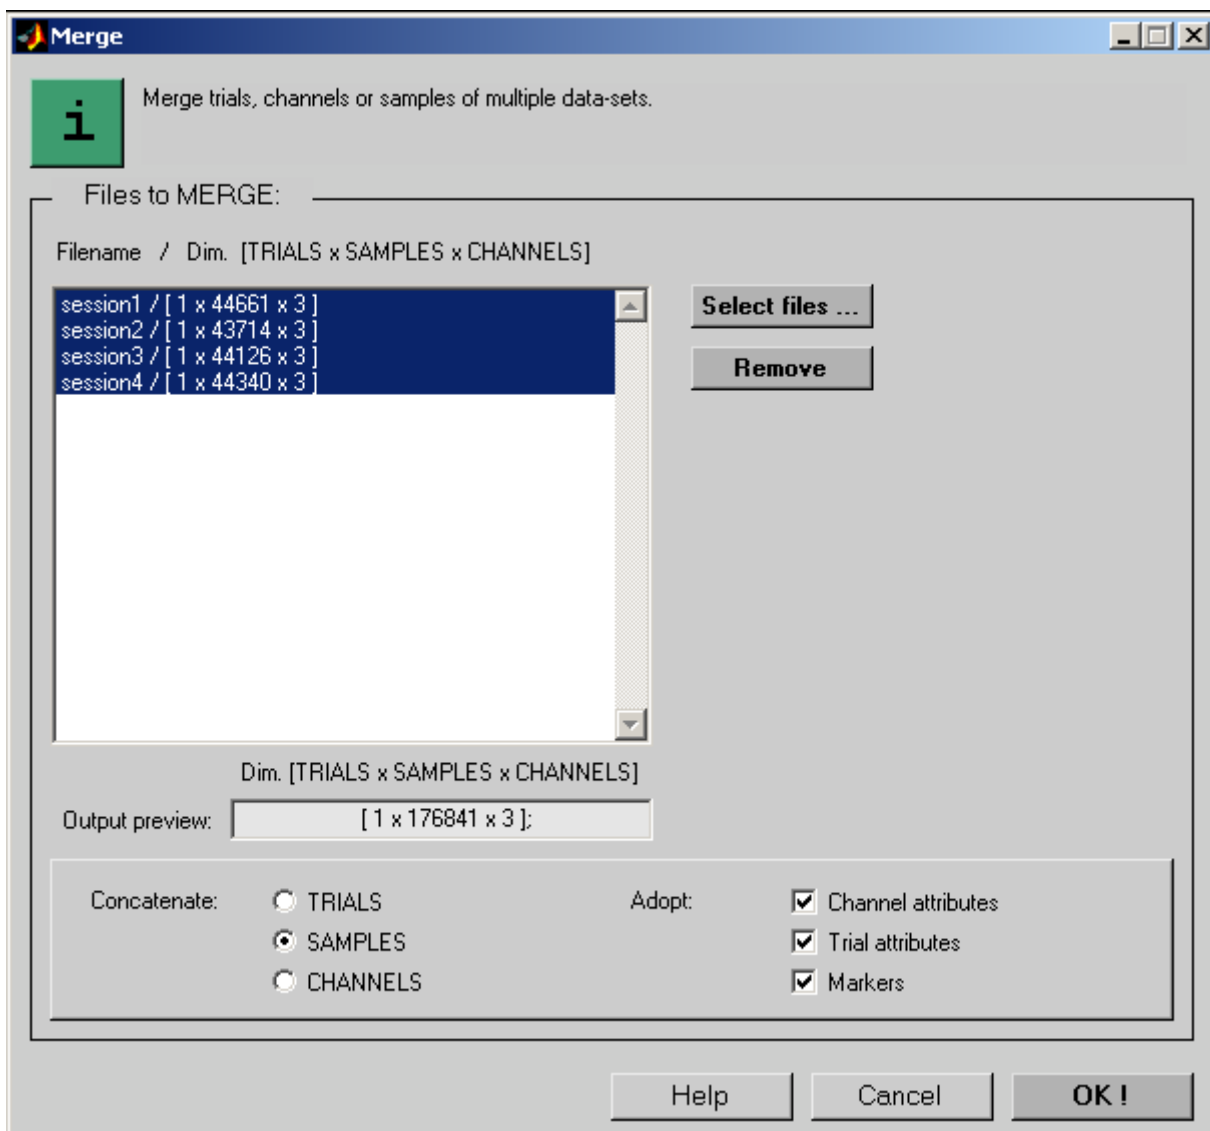 Merge
i
Merge trials, channels or samples of multiple data-sets.
Files to MERGE:
Filename / Dim. [TRIALS x SAMPLES x CHANNELS]
session1 / [ 1 x 44661 x 3 ]
session2 / [ 1 x 43714 x 3 ]
session3 / [ 1 x 44126 x 3 ]
session4 / [ 1 x 44340 x 3 ]
Select files ...
Remove
Dim. [TRIALS x SAMPLES x CHANNELS]
Output preview: [ 1 x 176841 x 3 ];
Concatenate: TRIALS
SAMPLES
CHANNELS
Adopt: Channel attributes
Trial attributes
Markers
Help Cancel OK !